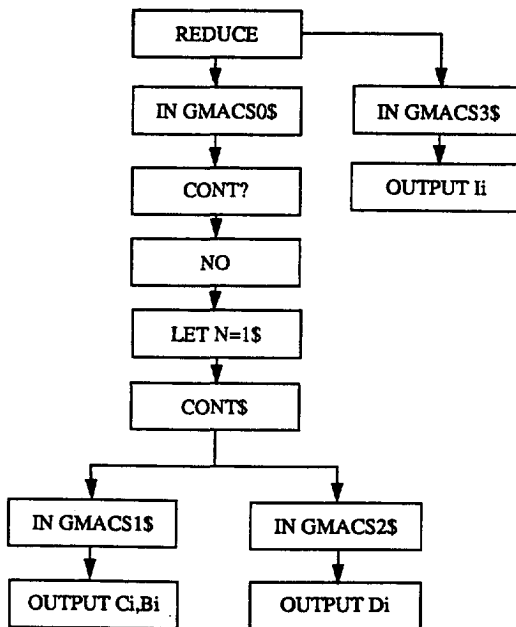 REDUCE
IN GMACS0$
IN GMACS3$
CONT?
OUTPUT Ii
NO
LET N=1$
CONT$
IN GMACS1$
IN GMACS2$
OUTPUT Ci,Bi
OUTPUT Di